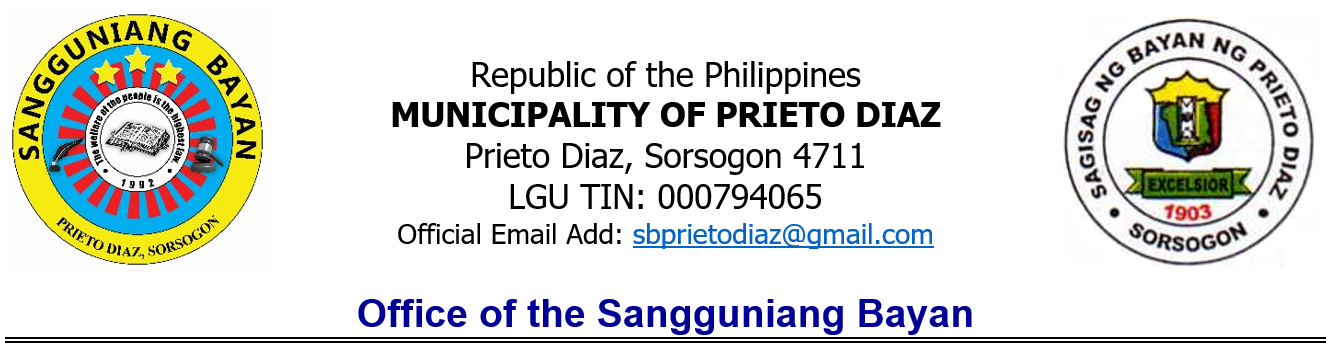 SANGGUNIANG BAYAN
The welfare of the people is the highest law.
1992
PRIETO DIAZ, SORSOGON
Republic of the Philippines
MUNICIPALITY OF PRIETO DIAZ
Prieto Diaz, Sorsogon 4711
LGU TIN: 000794065
Official Email Add: sbprietodiaz@gmail.com
SAGISAG NG BAYAN NG PRIETO DIAZ
EXCELSIOR
1903
SORSOGON
Office of the Sangguniang Bayan